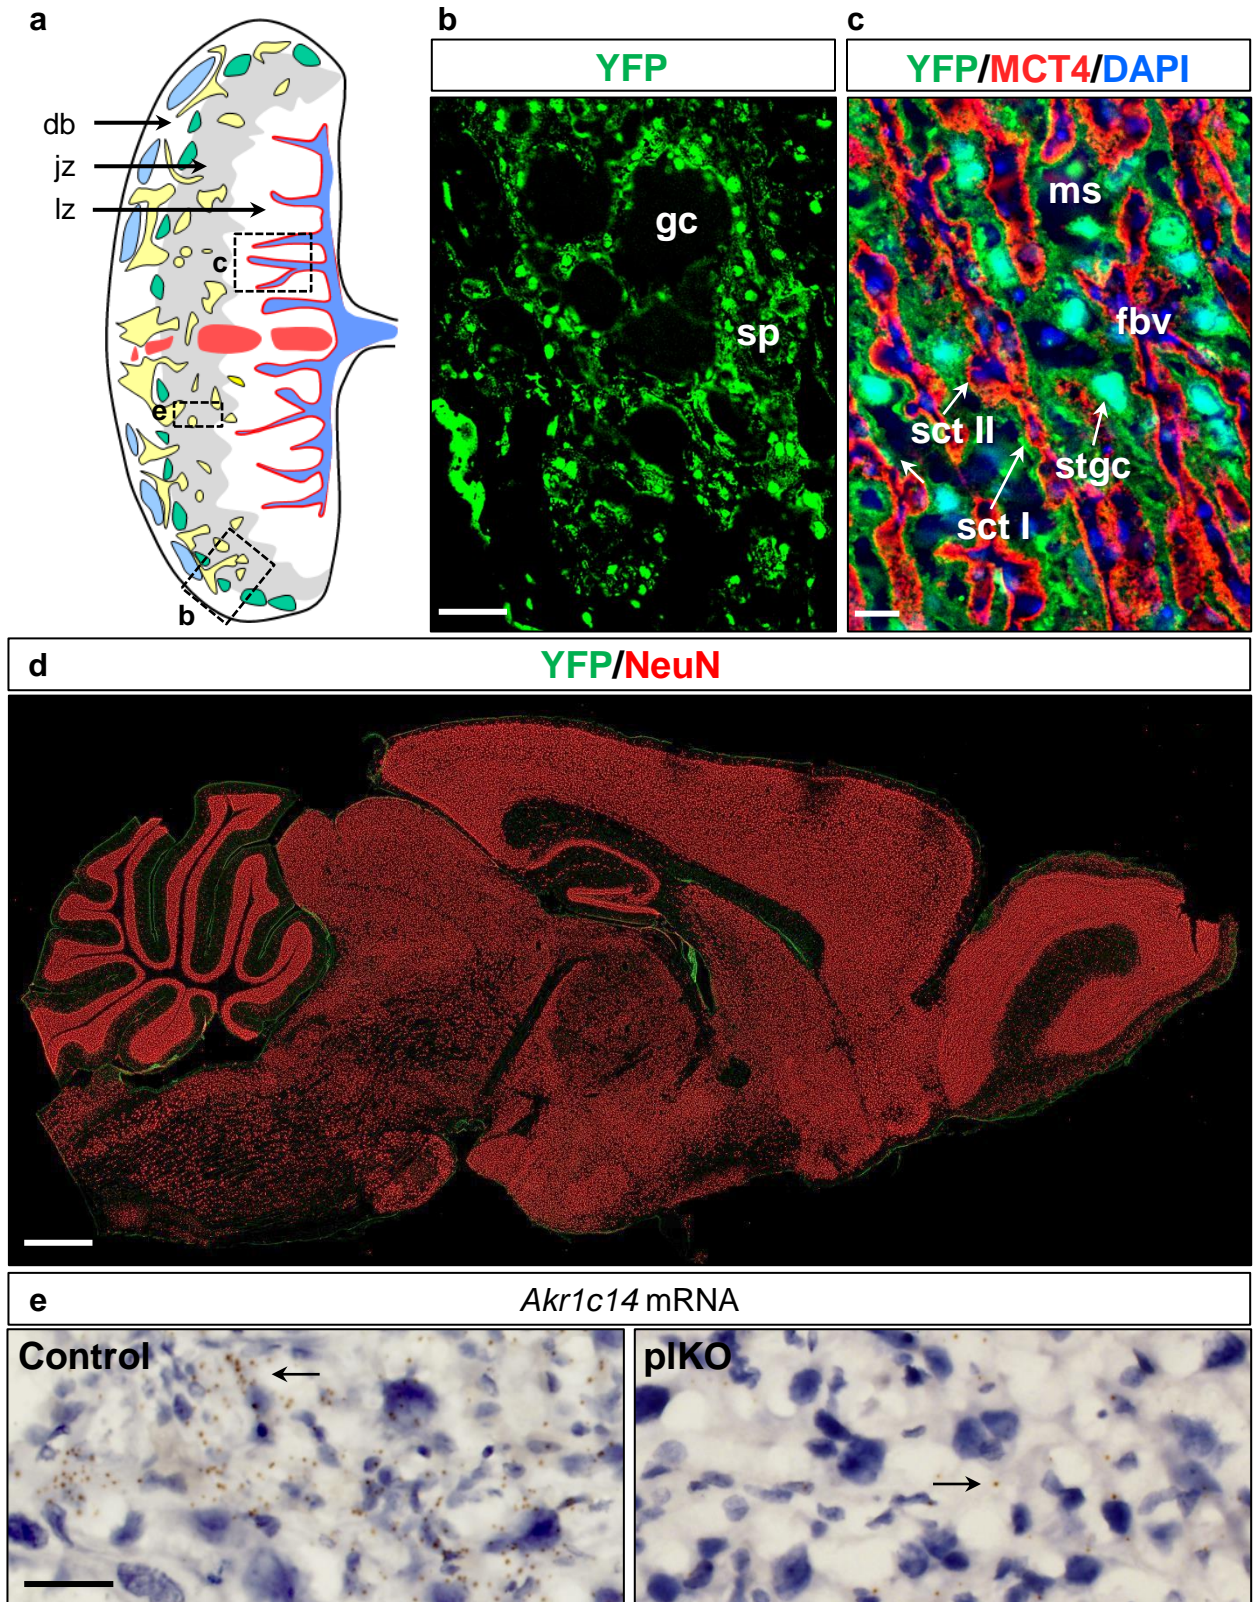 a
db
jz
lz
c
e
b
b
YFP
gc
sp
c
YFP/MCT4/DAPI
ms
fbv
sct II
stgc
sct I
d
YFP/NeuN
e
Akr1c14 mRNA
Control
plKO